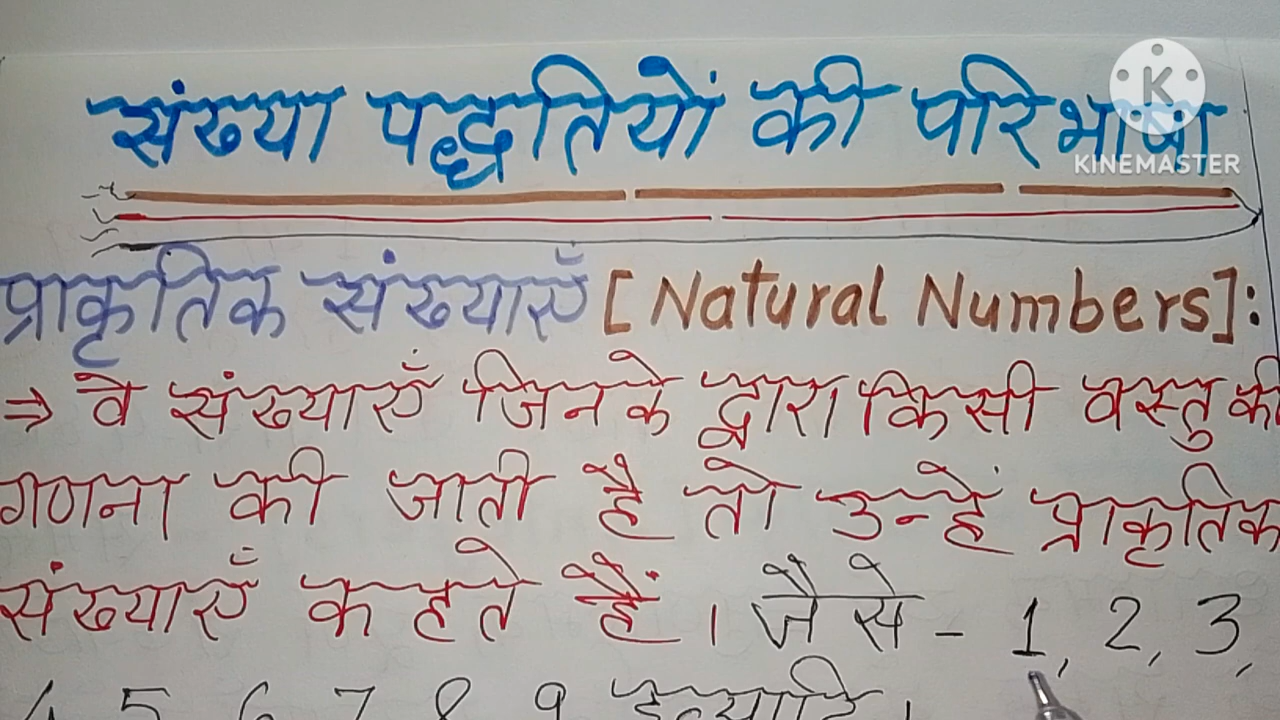 संख्या पद्धतियों की परिभाषा
K
KINEMASTER
प्राकृतिक संख्याएँ [Natural Numbers]:
⇒ वे संख्याएँ जिनके द्वारा किसी वस्तु की
गणना की जाती है तो उन्हें प्राकृतिक
संख्याएँ कहते हैं। जैसे - 1, 2, 3,
4 5 6 7 8 9 इत्यादि।